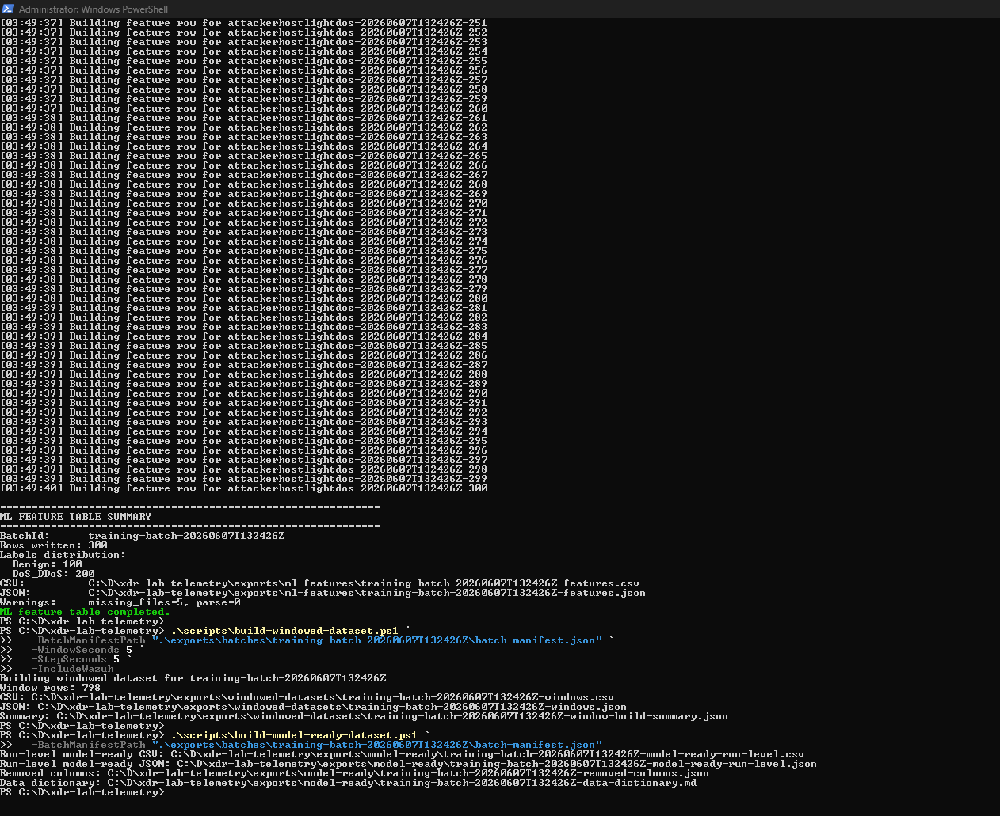 Administrator: Windows PowerShell
[03:49:37] Building feature row for attackerhostlightdos-20260607T132426Z-251
[03:49:37] Building feature row for attackerhostlightdos-20260607T132426Z-252
[03:49:37] Building feature row for attackerhostlightdos-20260607T132426Z-253
[03:49:37] Building feature row for attackerhostlightdos-20260607T132426Z-254
[03:49:37] Building feature row for attackerhostlightdos-20260607T132426Z-255
[03:49:37] Building feature row for attackerhostlightdos-20260607T132426Z-256
[03:49:37] Building feature row for attackerhostlightdos-20260607T132426Z-257
[03:49:37] Building feature row for attackerhostlightdos-20260607T132426Z-258
[03:49:37] Building feature row for attackerhostlightdos-20260607T132426Z-259
[03:49:37] Building feature row for attackerhostlightdos-20260607T132426Z-260
[03:49:38] Building feature row for attackerhostlightdos-20260607T132426Z-261
[03:49:38] Building feature row for attackerhostlightdos-20260607T132426Z-262
[03:49:38] Building feature row for attackerhostlightdos-20260607T132426Z-263
[03:49:38] Building feature row for attackerhostlightdos-20260607T132426Z-264
[03:49:38] Building feature row for attackerhostlightdos-20260607T132426Z-265
[03:49:38] Building feature row for attackerhostlightdos-20260607T132426Z-266
[03:49:38] Building feature row for attackerhostlightdos-20260607T132426Z-267
[03:49:38] Building feature row for attackerhostlightdos-20260607T132426Z-268
[03:49:38] Building feature row for attackerhostlightdos-20260607T132426Z-269
[03:49:38] Building feature row for attackerhostlightdos-20260607T132426Z-270
[03:49:38] Building feature row for attackerhostlightdos-20260607T132426Z-271
[03:49:38] Building feature row for attackerhostlightdos-20260607T132426Z-272
[03:49:38] Building feature row for attackerhostlightdos-20260607T132426Z-273
[03:49:38] Building feature row for attackerhostlightdos-20260607T132426Z-274
[03:49:38] Building feature row for attackerhostlightdos-20260607T132426Z-275
[03:49:38] Building feature row for attackerhostlightdos-20260607T132426Z-276
[03:49:38] Building feature row for attackerhostlightdos-20260607T132426Z-277
[03:49:38] Building feature row for attackerhostlightdos-20260607T132426Z-278
[03:49:38] Building feature row for attackerhostlightdos-20260607T132426Z-279
[03:49:38] Building feature row for attackerhostlightdos-20260607T132426Z-280
[03:49:39] Building feature row for attackerhostlightdos-20260607T132426Z-281
[03:49:39] Building feature row for attackerhostlightdos-20260607T132426Z-282
[03:49:39] Building feature row for attackerhostlightdos-20260607T132426Z-283
[03:49:39] Building feature row for attackerhostlightdos-20260607T132426Z-284
[03:49:39] Building feature row for attackerhostlightdos-20260607T132426Z-285
[03:49:39] Building feature row for attackerhostlightdos-20260607T132426Z-286
[03:49:39] Building feature row for attackerhostlightdos-20260607T132426Z-287
[03:49:39] Building feature row for attackerhostlightdos-20260607T132426Z-288
[03:49:39] Building feature row for attackerhostlightdos-20260607T132426Z-289
[03:49:39] Building feature row for attackerhostlightdos-20260607T132426Z-290
[03:49:39] Building feature row for attackerhostlightdos-20260607T132426Z-291
[03:49:39] Building feature row for attackerhostlightdos-20260607T132426Z-292
[03:49:39] Building feature row for attackerhostlightdos-20260607T132426Z-293
[03:49:39] Building feature row for attackerhostlightdos-20260607T132426Z-294
[03:49:39] Building feature row for attackerhostlightdos-20260607T132426Z-295
[03:49:39] Building feature row for attackerhostlightdos-20260607T132426Z-296
[03:49:39] Building feature row for attackerhostlightdos-20260607T132426Z-297
[03:49:39] Building feature row for attackerhostlightdos-20260607T132426Z-298
[03:49:39] Building feature row for attackerhostlightdos-20260607T132426Z-299
[03:49:40] Building feature row for attackerhostlightdos-20260607T132426Z-300
============================================================
ML FEATURE TABLE SUMMARY
============================================================
BatchId:      training-batch-20260607T132426Z
Rows written: 300
Labels distribution:
  Benign: 100
  DoS_DDoS: 200
CSV:          C:\D\xdr-lab-telemetry\exports\ml-features\training-batch-20260607T132426Z-features.csv
JSON:         C:\D\xdr-lab-telemetry\exports\ml-features\training-batch-20260607T132426Z-features.json
Warnings:     missing_files=5, parse=0
ML feature table completed.
PS C:\D\xdr-lab-telemetry>
PS C:\D\xdr-lab-telemetry> .\scripts\build-windowed-dataset.ps1 `
>>   -BatchManifestPath ".\exports\batches\training-batch-20260607T132426Z\batch-manifest.json" `
>>   -WindowSeconds 5 `
>>   -StepSeconds 5 `
>>   -IncludeWazuh
Building windowed dataset for training-batch-20260607T132426Z
Window rows: 798
CSV: C:\D\xdr-lab-telemetry\exports\windowed-datasets\training-batch-20260607T132426Z-windows.csv
JSON: C:\D\xdr-lab-telemetry\exports\windowed-datasets\training-batch-20260607T132426Z-windows.json
Summary: C:\D\xdr-lab-telemetry\exports\windowed-datasets\training-batch-20260607T132426Z-window-build-summary.json
PS C:\D\xdr-lab-telemetry>
PS C:\D\xdr-lab-telemetry> .\scripts\build-model-ready-dataset.ps1 `
>>   -BatchManifestPath ".\exports\batches\training-batch-20260607T132426Z\batch-manifest.json"
Run-level model-ready CSV: C:\D\xdr-lab-telemetry\exports\model-ready\training-batch-20260607T132426Z-model-ready-run-level.csv
Run-level model-ready JSON: C:\D\xdr-lab-telemetry\exports\model-ready\training-batch-20260607T132426Z-model-ready-run-level.json
Removed columns: C:\D\xdr-lab-telemetry\exports\model-ready\training-batch-20260607T132426Z-removed-columns.json
Data dictionary: C:\D\xdr-lab-telemetry\exports\model-ready\training-batch-20260607T132426Z-data-dictionary.md
PS C:\D\xdr-lab-telemetry>